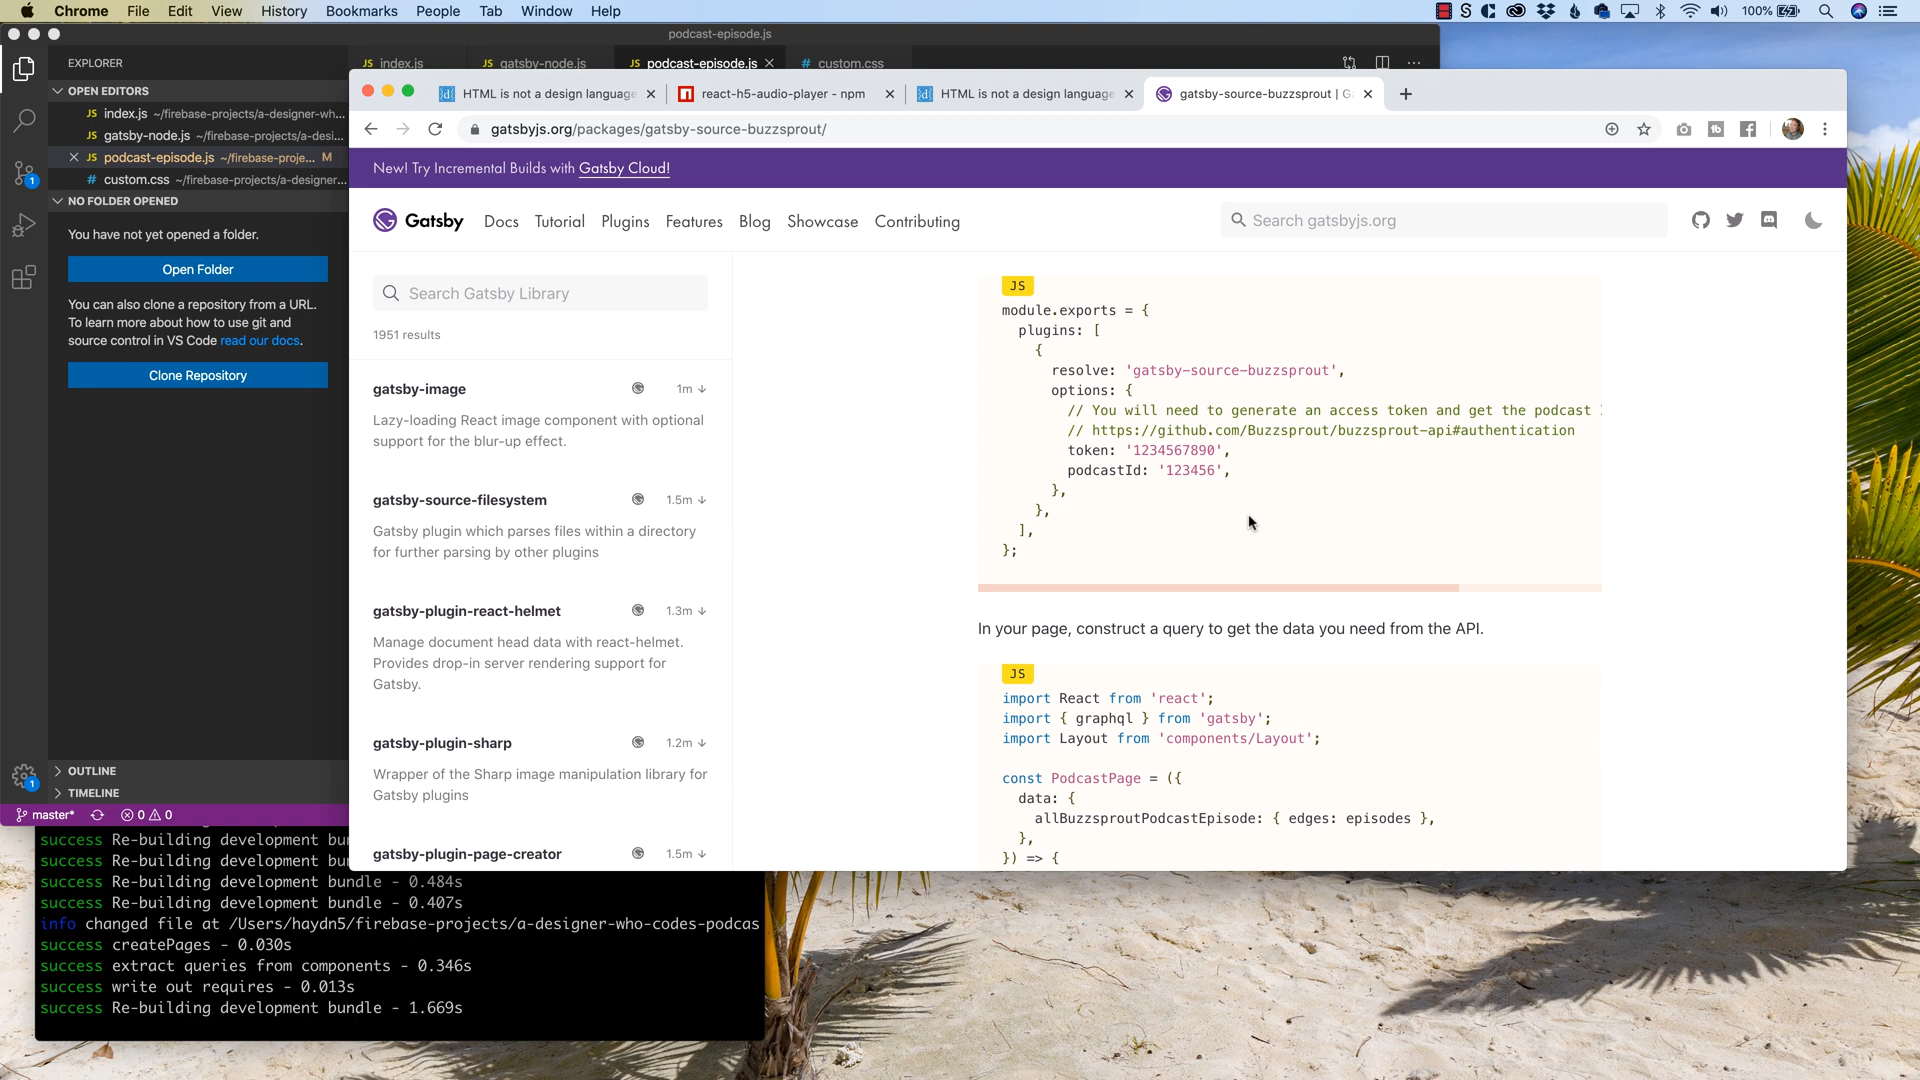 Chrome File Edit View History Bookmarks People Tab Window Help
100%
podcast-episode.js
EXPLORER
JS index.js
JS gatsby-node.js
JS podcast-episode.js
# custom.css
OPEN EDITORS
JS index.js ~/firebase-projects/a-designer-wh...
JS gatsby-node.js ~/firebase-projects/a-desi...
JS podcast-episode.js ~/firebase-proje... M
# custom.css ~/firebase-projects/a-designer...
NO FOLDER OPENED
You have not yet opened a folder.
Open Folder
You can also clone a repository from a URL.
To learn more about how to use git and
source control in VS Code read our docs.
Clone Repository
1
1
OUTLINE
TIMELINE
master* 0 0
HTML is not a design language
react-h5-audio-player - npm
HTML is not a design language
gatsby-source-buzzsprout | G
gatsbyjs.org/packages/gatsby-source-buzzsprout/
New! Try Incremental Builds with Gatsby Cloud!
Gatsby Docs Tutorial Plugins Features Blog Showcase Contributing
Search gatsbyjs.org
Search Gatsby Library
1951 results
gatsby-image 1m ↓
Lazy-loading React image component with optional
support for the blur-up effect.
gatsby-source-filesystem 1.5m ↓
Gatsby plugin which parses files within a directory
for further parsing by other plugins
gatsby-plugin-react-helmet 1.3m ↓
Manage document head data with react-helmet.
Provides drop-in server rendering support for
Gatsby.
gatsby-plugin-sharp 1.2m ↓
Wrapper of the Sharp image manipulation library for
Gatsby plugins
gatsby-plugin-page-creator 1.5m ↓
JS
module.exports = {
plugins: [
{
resolve: 'gatsby-source-buzzsprout',
options: {
// You will need to generate an access token and get the podcast
// https://github.com/Buzzsprout/buzzsprout-api#authentication
token: '1234567890',
podcastId: '123456',
},
},
],
};
In your page, construct a query to get the data you need from the API.
JS
import React from 'react';
import { graphql } from 'gatsby';
import Layout from 'components/Layout';
const PodcastPage = ({
data: {
allBuzzsproutPodcastEpisode: { edges: episodes },
},
}) => {
success Re-building development bun
success Re-building development bun
success Re-building development bundle - 0.484s
success Re-building development bundle - 0.407s
info changed file at /Users/haydn5/firebase-projects/a-designer-who-codes-podcas
success createPages - 0.030s
success extract queries from components - 0.346s
success write out requires - 0.013s
success Re-building development bundle - 1.669s